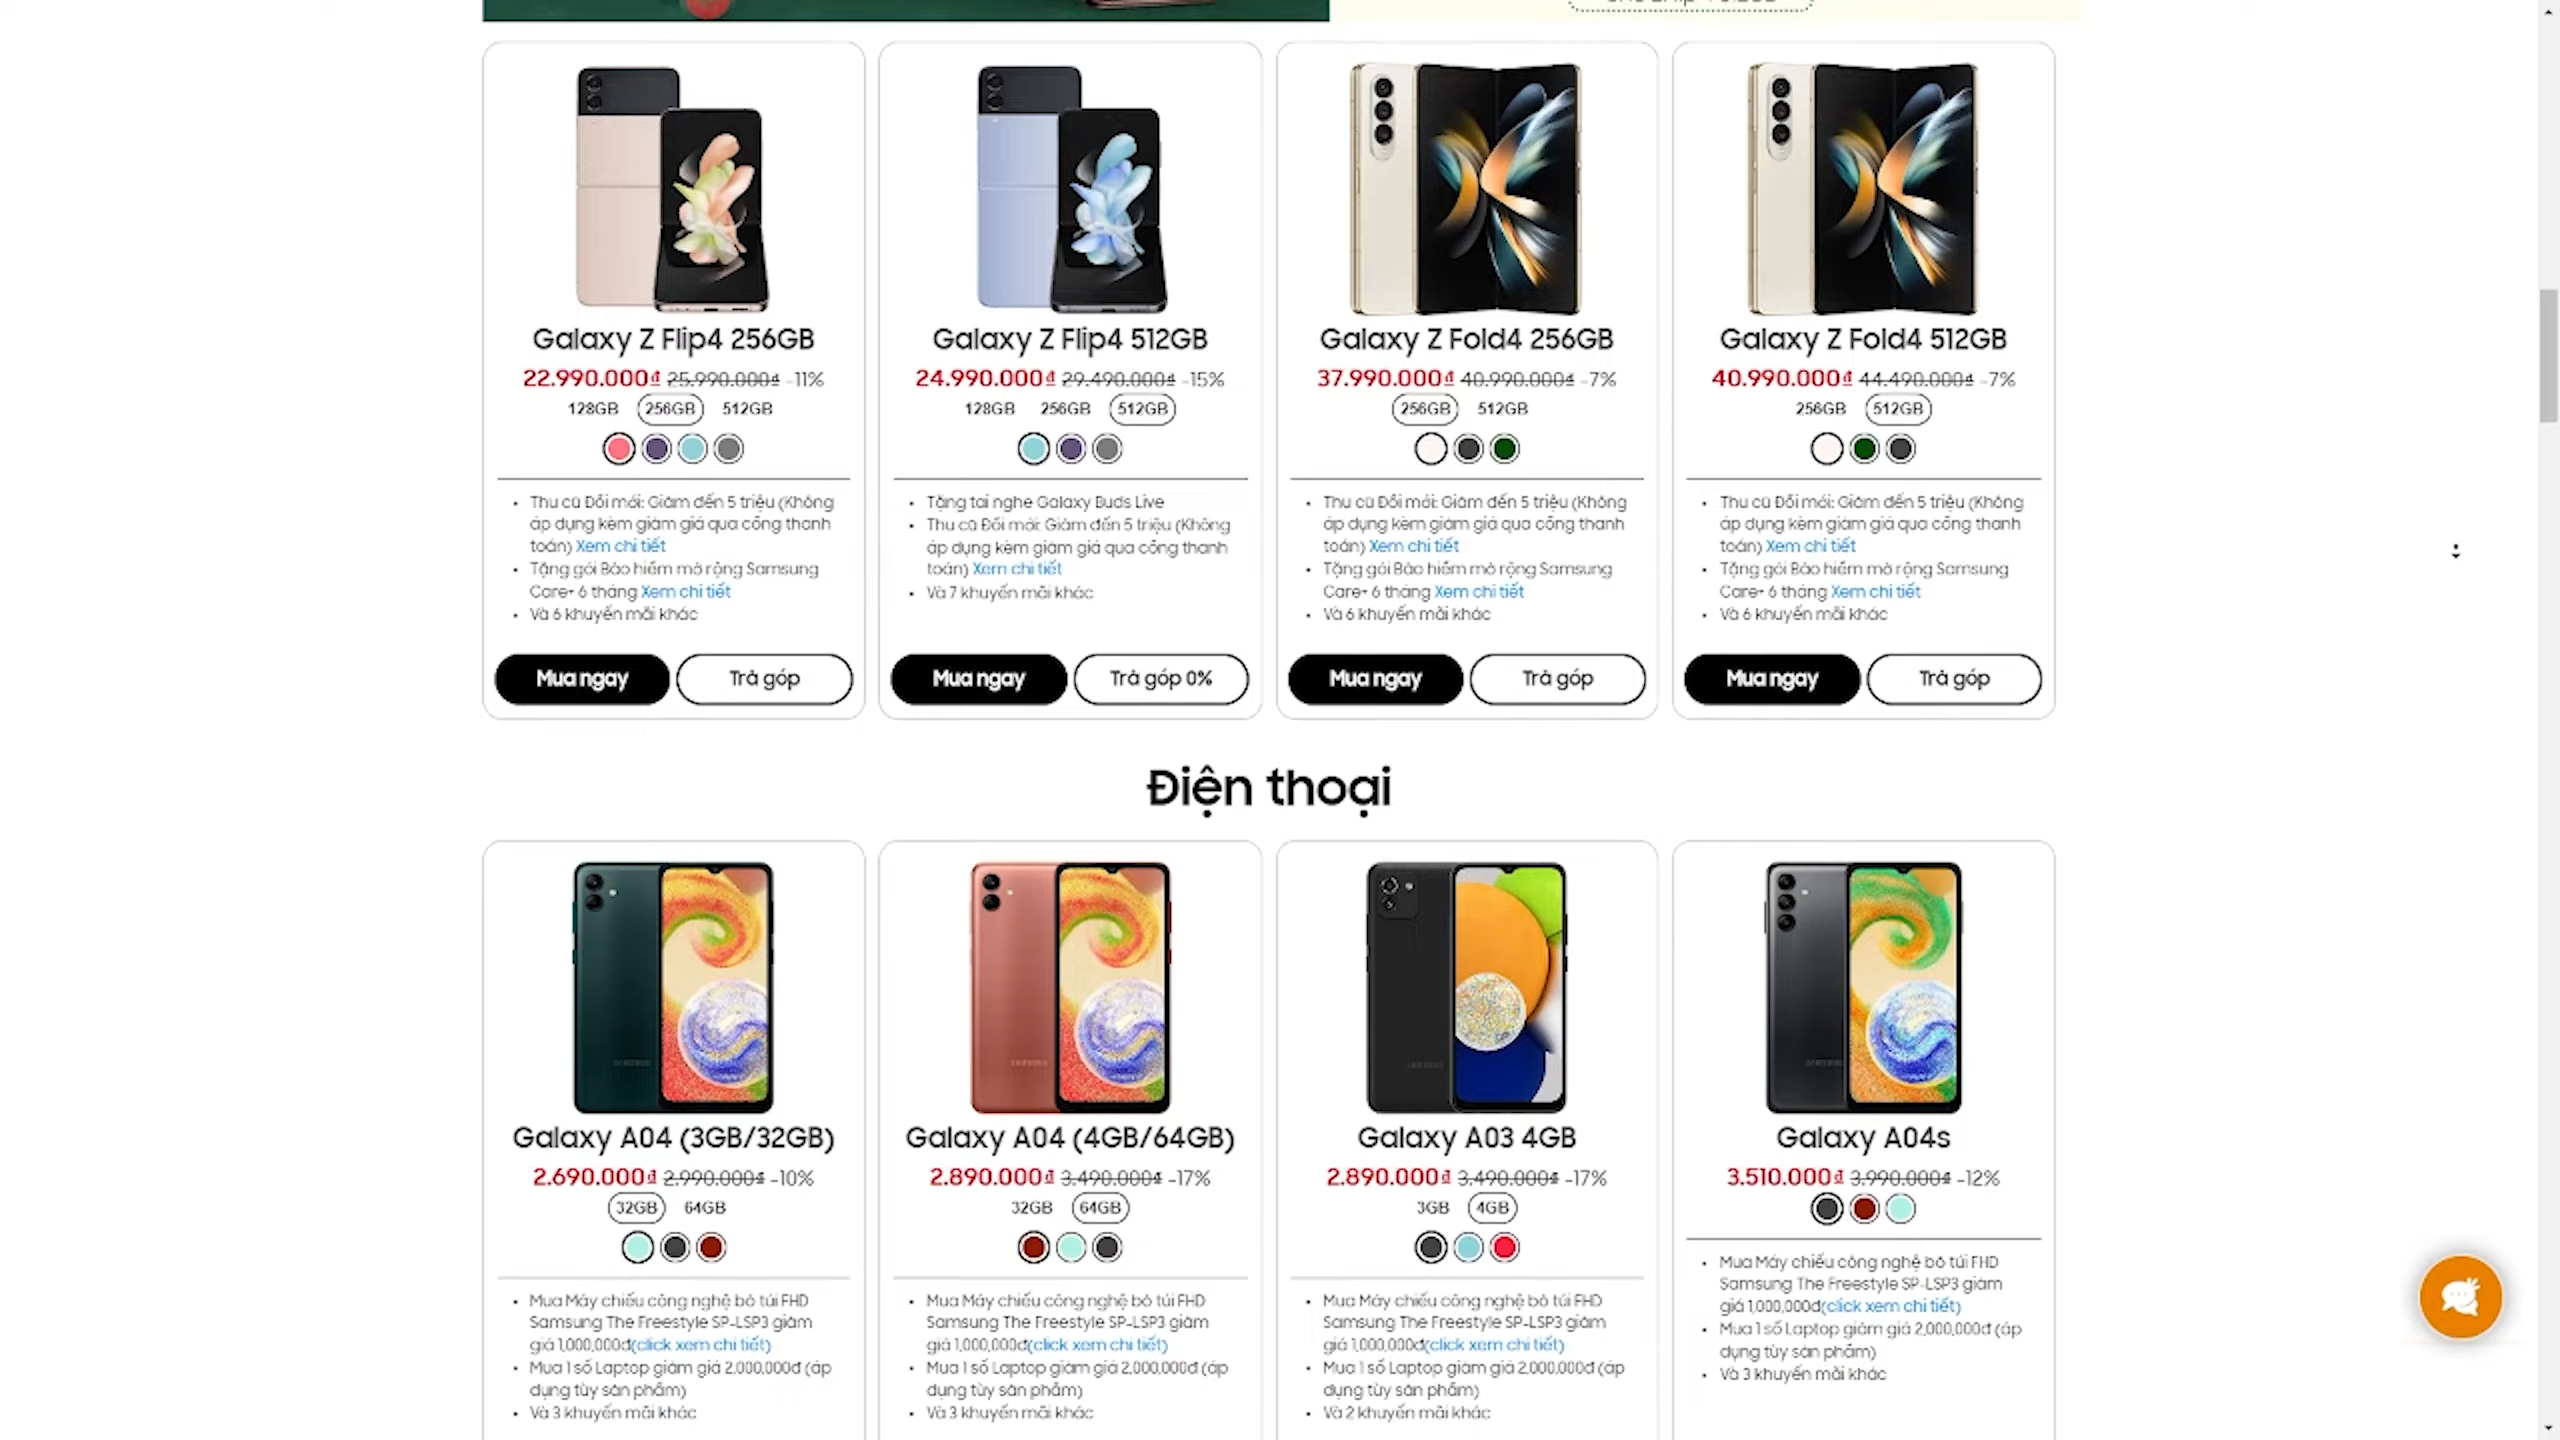 Galaxy Z Flip4 256GB
22.990.000₫ 25.990.000₫ -11%
128GB 256GB 512GB
• Thu cũ Đổi mới: Giảm đến 5 triệu (Không
áp dụng kèm giảm giá qua cổng thanh
toán) Xem chi tiết
• Tặng gói Bảo hiểm mở rộng Samsung
Care+ 6 tháng Xem chi tiết
• Và 6 khuyến mãi khác
Mua ngay Trả góp
Galaxy Z Flip4 512GB
24.990.000₫ 29.490.000₫ -15%
128GB 256GB 512GB
• Tặng tai nghe Galaxy Buds Live
• Thu cũ Đổi mới: Giảm đến 5 triệu (Không
áp dụng kèm giảm giá qua cổng thanh
toán) Xem chi tiết
• Và 7 khuyến mãi khác
Mua ngay Trả góp 0%
Galaxy Z Fold4 256GB
37.990.000₫ 40.990.000₫ -7%
256GB 512GB
• Thu cũ Đổi mới: Giảm đến 5 triệu (Không
áp dụng kèm giảm giá qua cổng thanh
toán) Xem chi tiết
• Tặng gói Bảo hiểm mở rộng Samsung
Care+ 6 tháng Xem chi tiết
• Và 6 khuyến mãi khác
Mua ngay Trả góp
Galaxy Z Fold4 512GB
40.990.000₫ 44.490.000₫ -7%
256GB 512GB
• Thu cũ Đổi mới: Giảm đến 5 triệu (Không
áp dụng kèm giảm giá qua cổng thanh
toán) Xem chi tiết
• Tặng gói Bảo hiểm mở rộng Samsung
Care+ 6 tháng Xem chi tiết
• Và 6 khuyến mãi khác
Mua ngay Trả góp
Điện thoại
Galaxy A04 (3GB/32GB)
2.690.000₫ 2.990.000₫ -10%
32GB 64GB
• Mua Máy chiếu công nghệ bỏ túi FHD
Samsung The Freestyle SP-LSP3 giảm
giá 1,000,000đ(click xem chi tiết)
• Mua 1 số Laptop giảm giá 2,000,000đ (áp
dụng tùy sản phẩm)
• Và 3 khuyến mãi khác
Galaxy A04 (4GB/64GB)
2.890.000₫ 3.490.000₫ -17%
32GB 64GB
• Mua Máy chiếu công nghệ bỏ túi FHD
Samsung The Freestyle SP-LSP3 giảm
giá 1,000,000đ(click xem chi tiết)
• Mua 1 số Laptop giảm giá 2,000,000đ (áp
dụng tùy sản phẩm)
• Và 3 khuyến mãi khác
Galaxy A03 4GB
2.890.000₫ 3.490.000₫ -17%
3GB 4GB
• Mua Máy chiếu công nghệ bỏ túi FHD
Samsung The Freestyle SP-LSP3 giảm
giá 1,000,000đ(click xem chi tiết)
• Mua 1 số Laptop giảm giá 2,000,000đ (áp
dụng tùy sản phẩm)
• Và 2 khuyến mãi khác
Galaxy A04s
3.510.000₫ 3.990.000₫ -12%
• Mua Máy chiếu công nghệ bỏ túi FHD
Samsung The Freestyle SP-LSP3 giảm
giá 1,000,000đ(click xem chi tiết)
• Mua 1 số Laptop giảm giá 2,000,000đ (áp
dụng tùy sản phẩm)
• Và 3 khuyến mãi khác